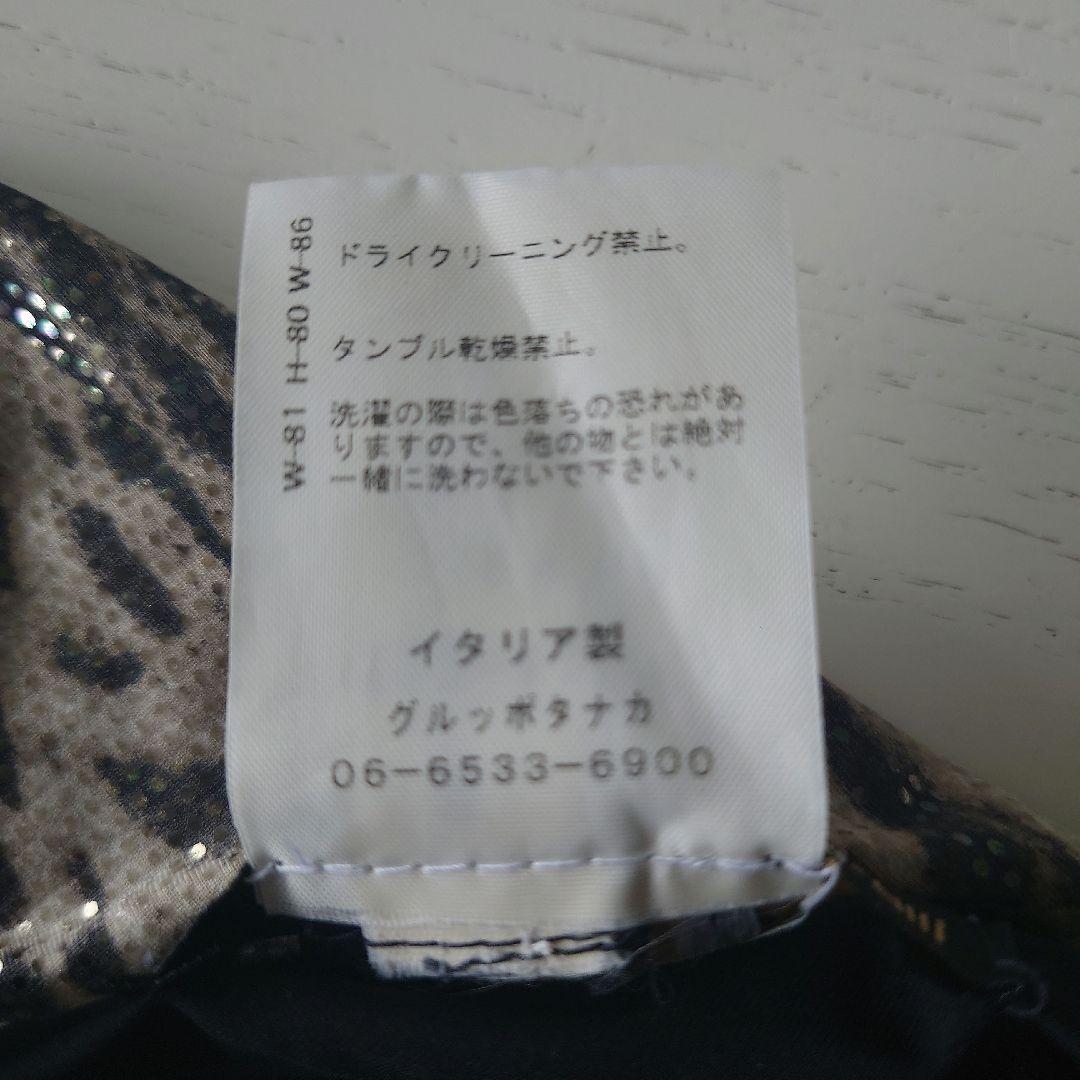 W-81 H-80 W-86
ドライクリーニング禁止。
タンブル乾燥禁止。
洗濯の際は色落ちの恐れがあ
りますので、他の物とは絶対
一緒に洗わないで下さい。
イタリア製
グルッポタナカ
06-6533-6900